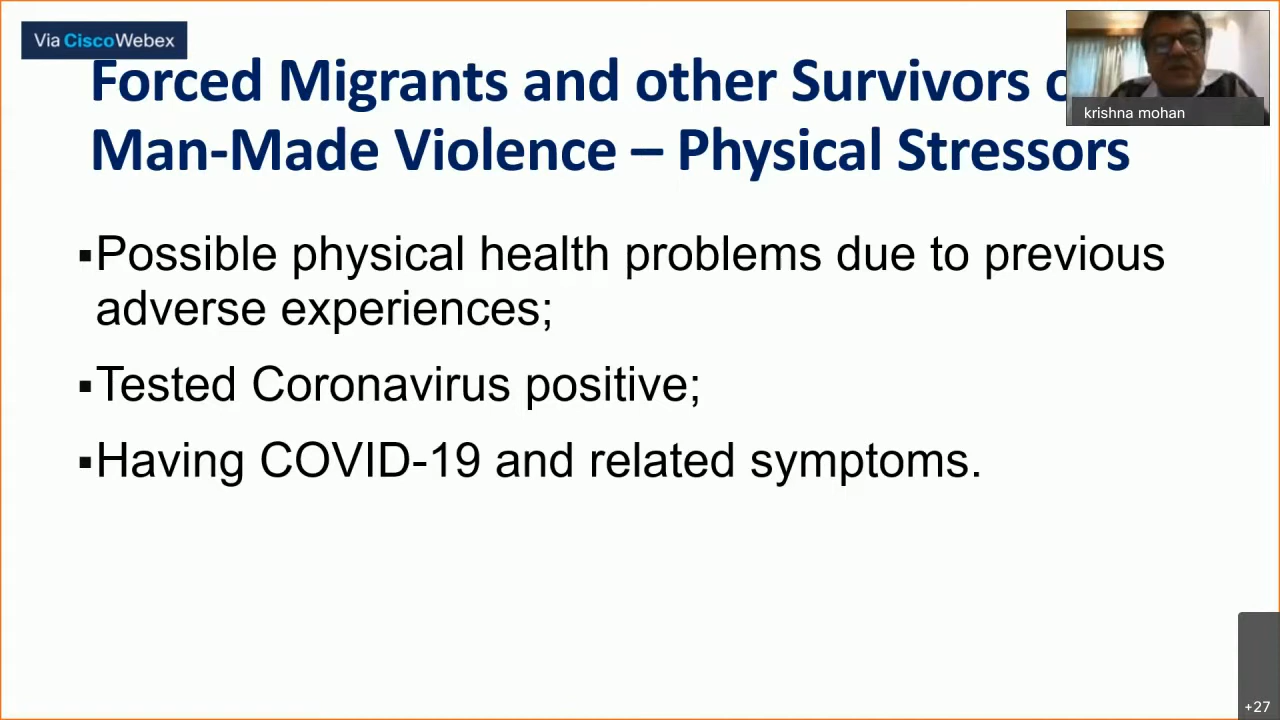 Via CiscoWebex
Forced Migrants and other Survivors
Man-Made Violence – Physical Stressors
krishna mohan
▪Possible physical health problems due to previous
adverse experiences;
▪Tested Coronavirus positive;
▪Having COVID-19 and related symptoms.
+27